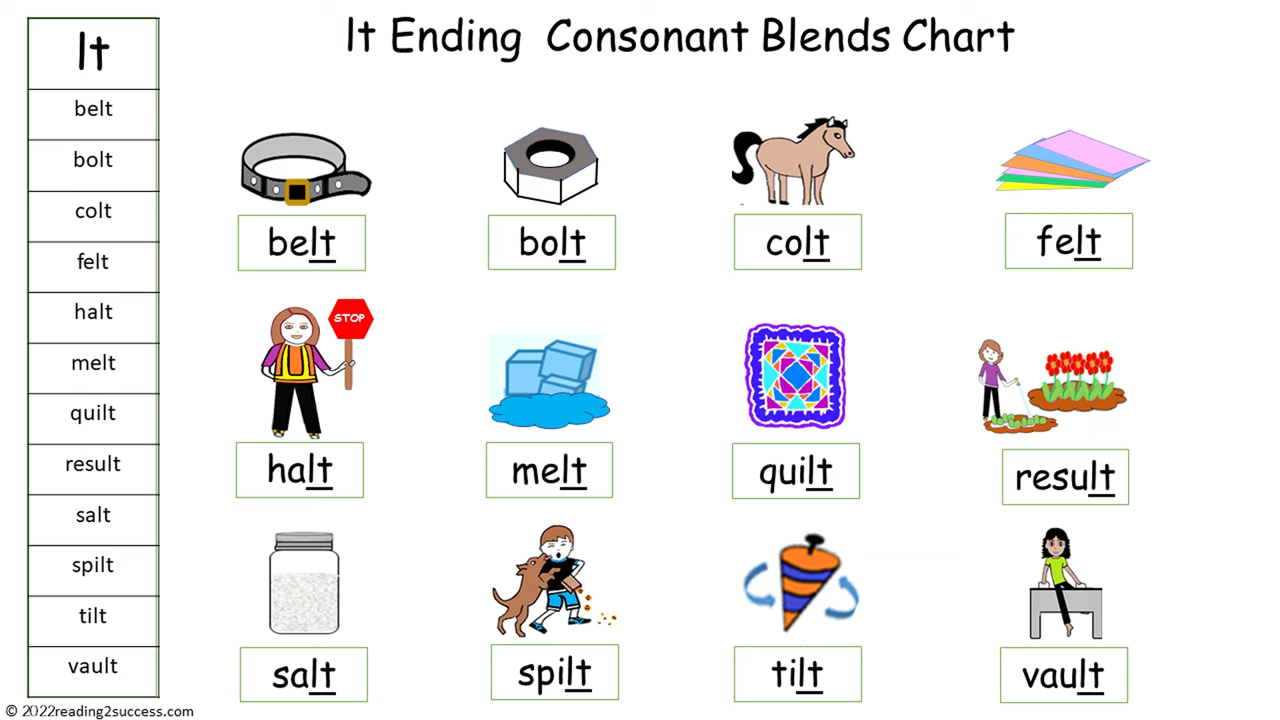 lt Ending Consonant Blends Chart
lt
belt
bolt
colt
felt
halt
melt
quilt
result
salt
spilt
tilt
vault
belt
bolt
colt
felt
STOP
halt
melt
quilt
result
salt
spilt
tilt
vault
© 2022reading2success.com